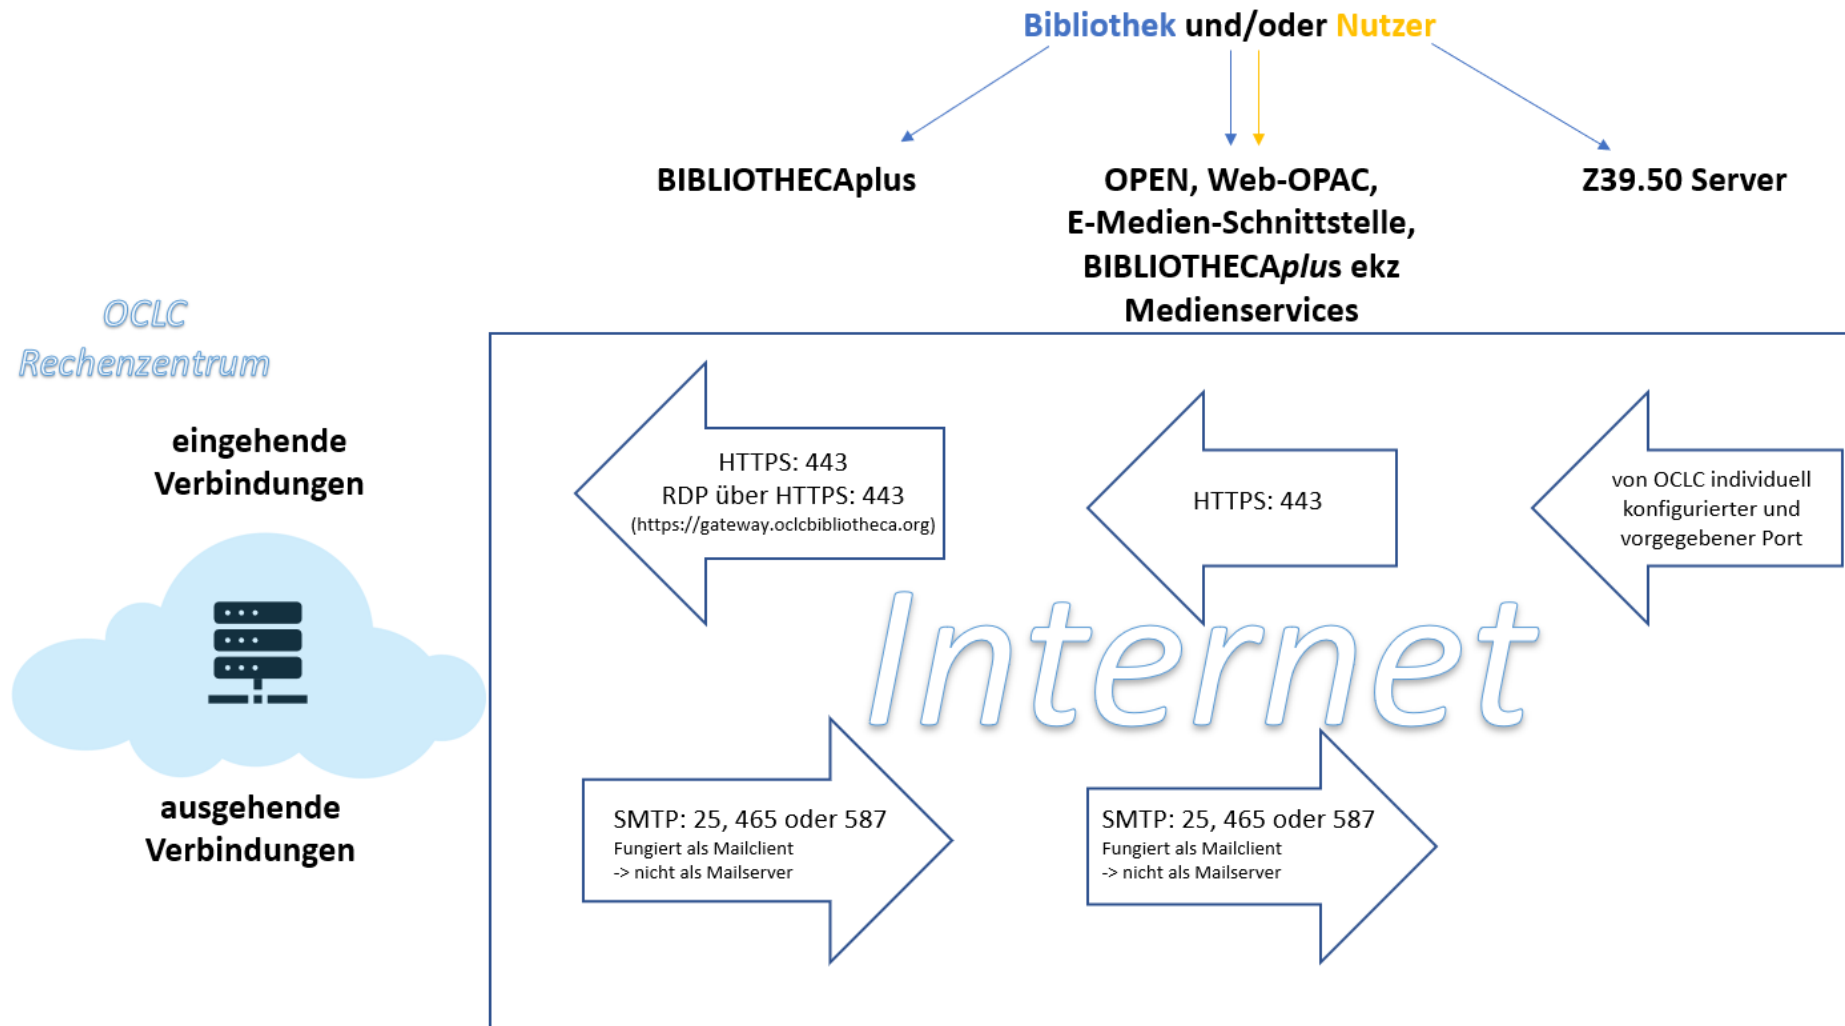 Bibliothek und/oder Nutzer
BIBLIOTHECAplus
OPEN, Web-OPAC,
E-Medien-Schnittstelle,
BIBLIOTHECAplus ekz
Medienservices
Z39.50 Server
OCLC
Rechenzentrum
eingehende
Verbindungen
HTTPS: 443
RDP über HTTPS: 443
(https://gateway.oclcbibliotheca.org)
HTTPS: 443
von OCLC individuell
konfigurierter und
vorgegebener Port
Internet
ausgehende
Verbindungen
SMTP: 25, 465 oder 587
Fungiert als Mailclient
-> nicht als Mailserver
SMTP: 25, 465 oder 587
Fungiert als Mailclient
-> nicht als Mailserver